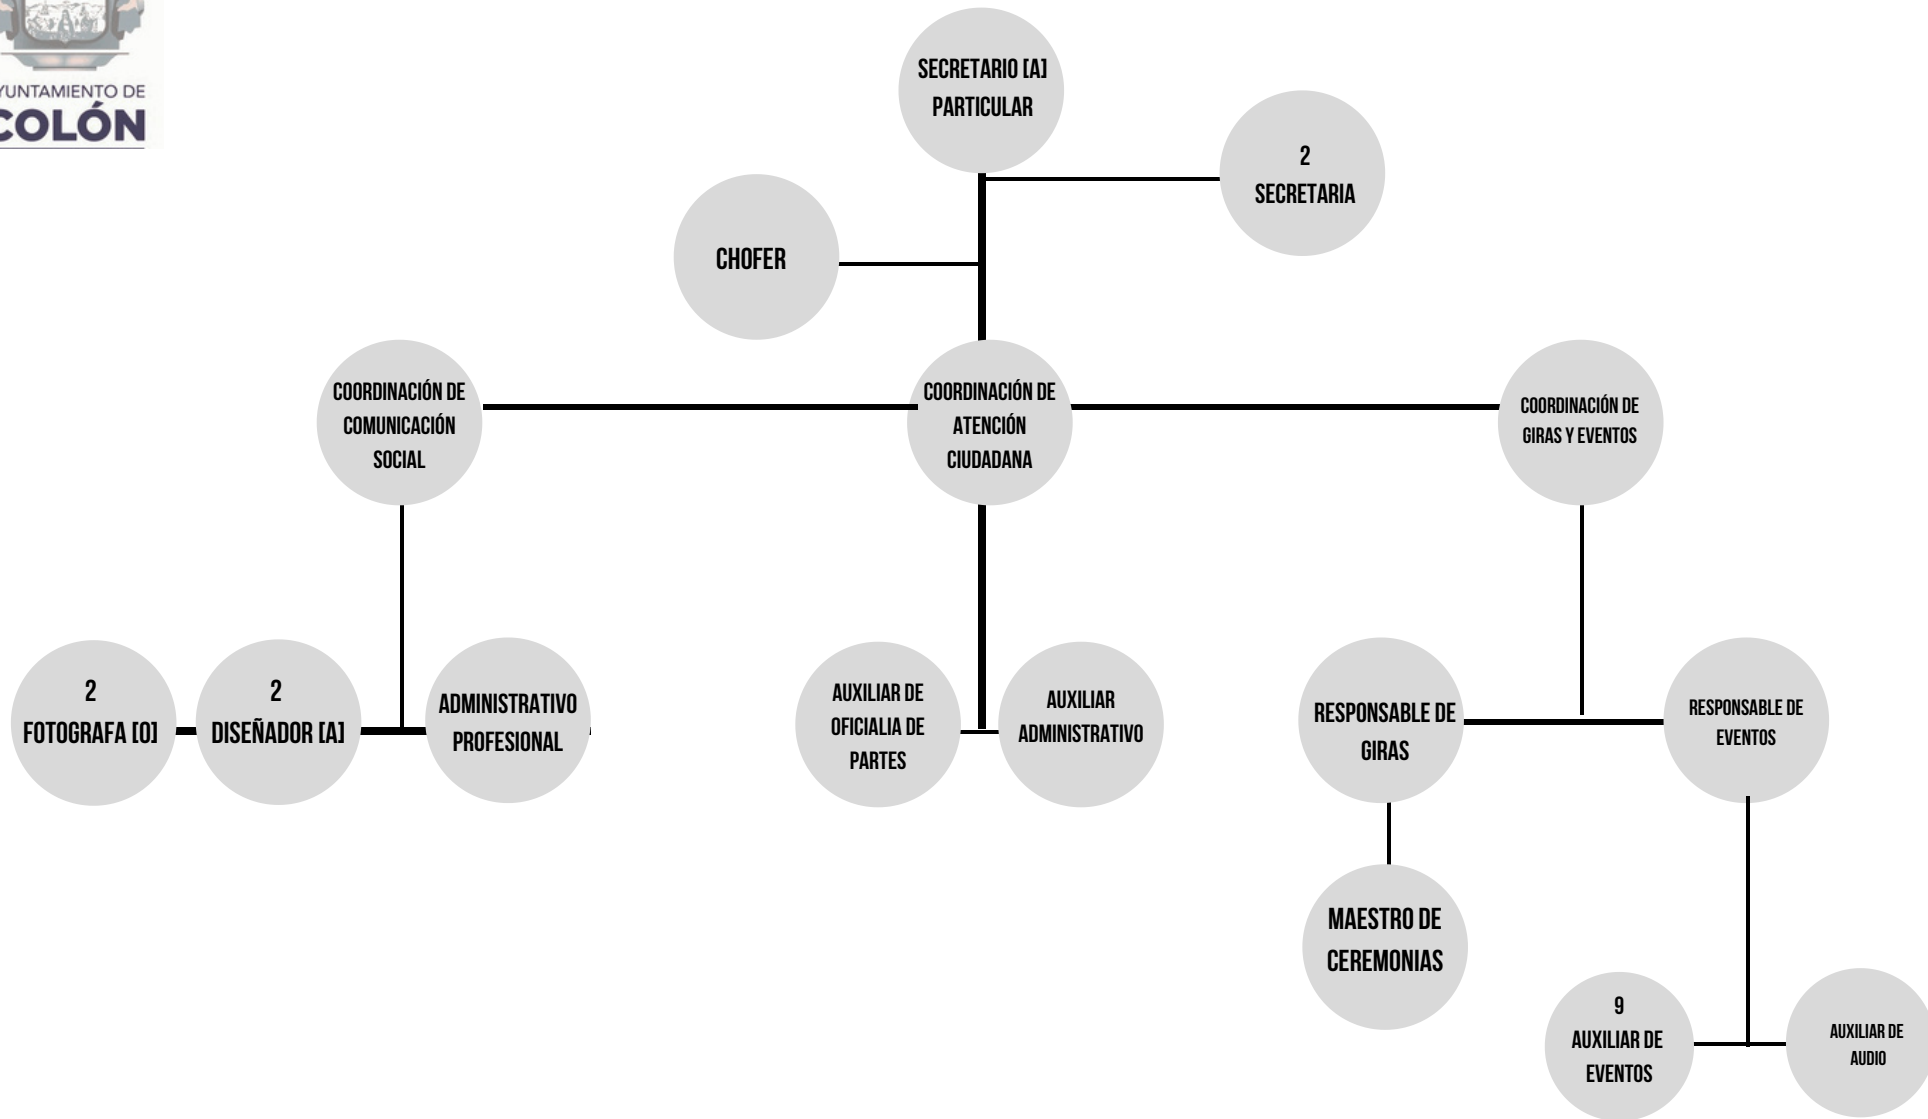 YUNTAMIENTO DE
COLÓN
SECRETARIO [A]
PARTICULAR
2
SECRETARIA
CHOFER
COORDINACIÓN DE
COMUNICACIÓN
SOCIAL
COORDINACIÓN DE
ATENCIÓN
CIUDADANA
COORDINACIÓN DE
GIRAS Y EVENTOS
2
FOTOGRAFA [O]
2
DISEÑADOR [A]
ADMINISTRATIVO
PROFESIONAL
AUXILIAR DE
OFICIALIA DE
PARTES
AUXILIAR
ADMINISTRATIVO
RESPONSABLE DE
GIRAS
RESPONSABLE DE
EVENTOS
MAESTRO DE
CEREMONIAS
9
AUXILIAR DE
EVENTOS
AUXILIAR DE
AUDIO